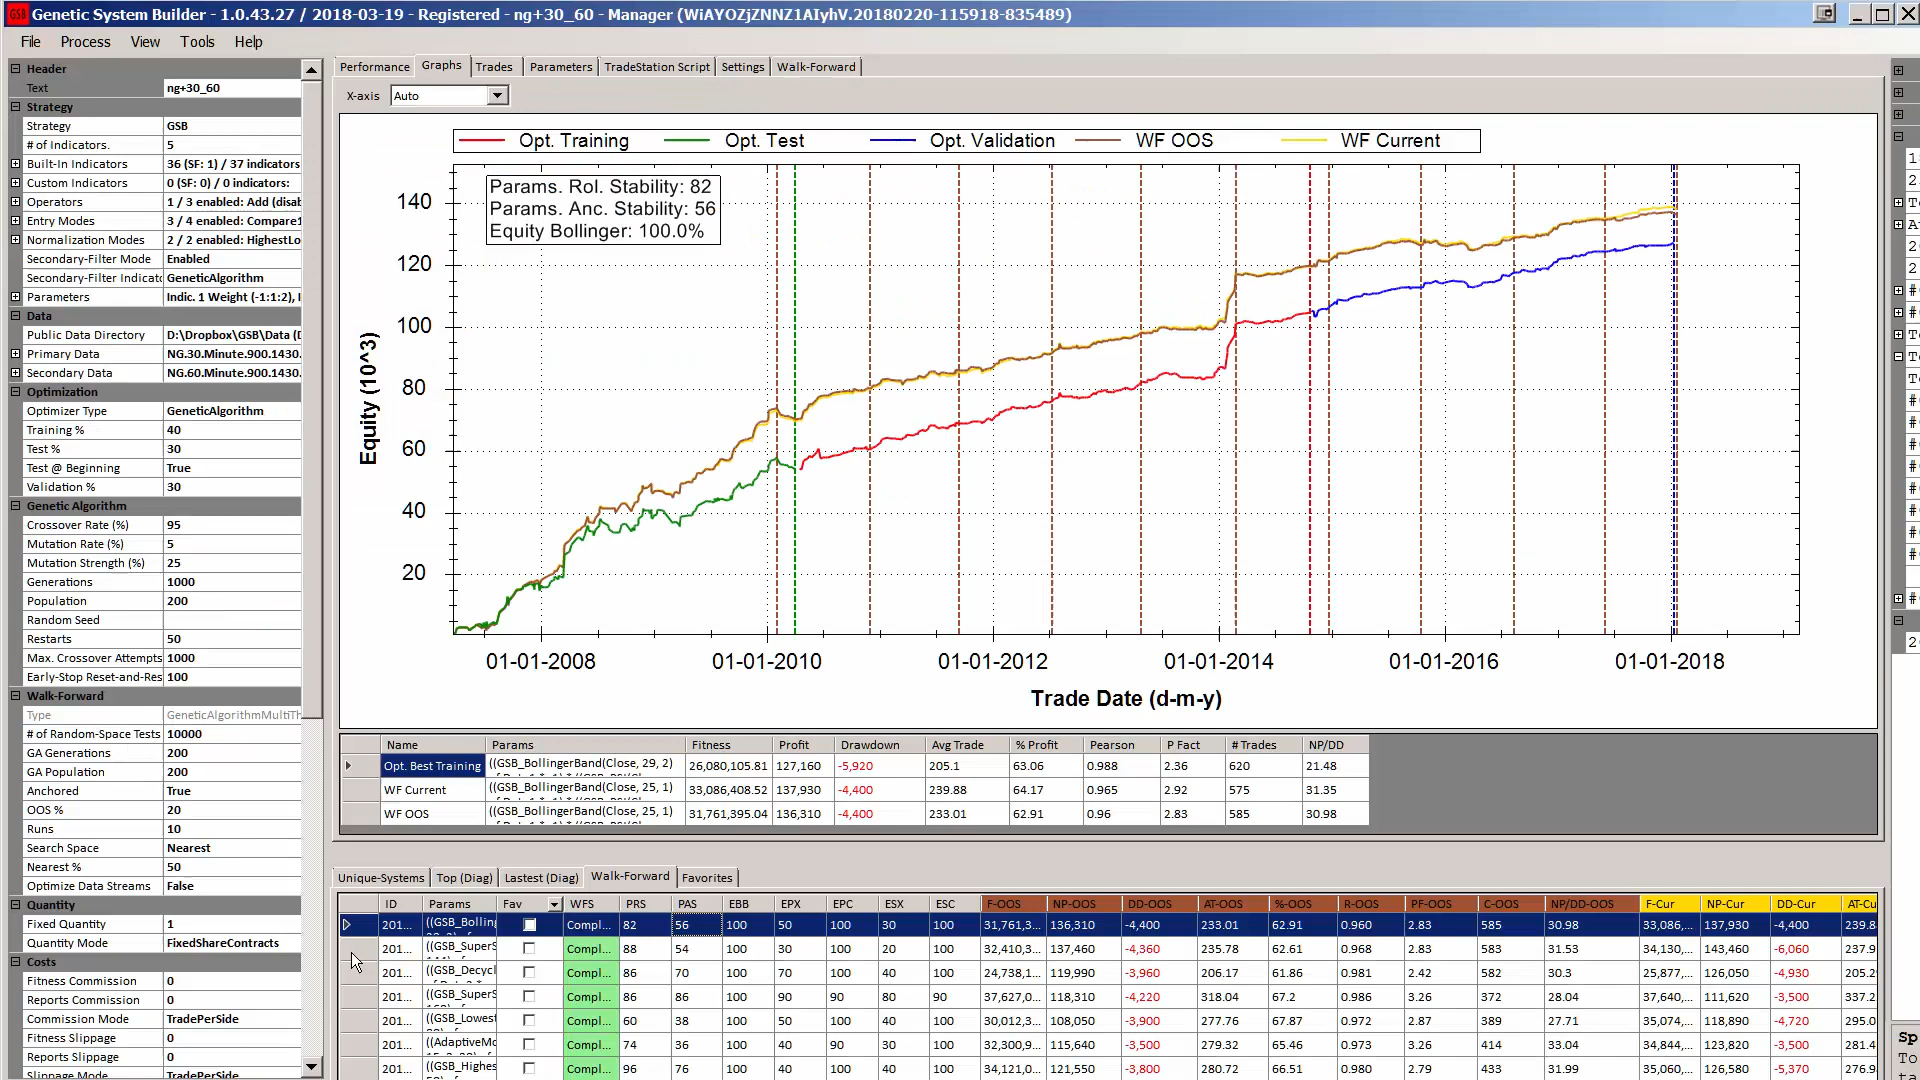 Genetic System Builder - 1.0.43.27 / 2018-03-19 - Registered - ng+30_60 - Manager (WiAYOZjZNNZ1AIyhV.20180220-115918-835489)
File Process View Tools Help
Header
Text ng+30_60
Strategy
Strategy GSB
# of Indicators. 5
Built-In Indicators 36 (SF: 1) / 37 indicators
Custom Indicators 0 (SF: 0) / 0 indicators:
Operators 1 / 3 enabled: Add (disab
Entry Modes 3 / 4 enabled: Compare1
Normalization Modes 2 / 2 enabled: HighestLo
Secondary-Filter Mode Enabled
Secondary-Filter Indicat GeneticAlgorithm
Parameters Indic. 1 Weight (-1:1:2), I
Data
Public Data Directory D:\Dropbox\GSB\Data (D
Primary Data NG.30.Minute.900.1430.
Secondary Data NG.60.Minute.900.1430.
Optimization
Optimizer Type GeneticAlgorithm
Training % 40
Test % 30
Test @ Beginning True
Validation % 30
Genetic Algorithm
Crossover Rate (%) 95
Mutation Rate (%) 5
Mutation Strength (%) 25
Generations 1000
Population 200
Random Seed
Restarts 50
Max. Crossover Attempts 1000
Early-Stop Reset-and-Res 100
Walk-Forward
Type GeneticAlgorithmMultiTh
# of Random-Space Tests 10000
GA Generations 200
GA Population 200
Anchored True
OOS % 20
Runs 10
Search Space Nearest
Nearest % 50
Optimize Data Streams False
Quantity
Fixed Quantity 1
Quantity Mode FixedShareContracts
Costs
Fitness Commission 0
Reports Commission 0
Commission Mode TradePerSide
Fitness Slippage 0
Reports Slippage 0
Slippage Mode TradePerSide
Performance Graphs Trades Parameters TradeStation Script Settings Walk-Forward
X-axis Auto
Opt. Training Opt. Test Opt. Validation WF OOS WF Current
Params. Rol. Stability: 82
Params. Anc. Stability: 56
Equity Bollinger: 100.0%
140
120
100
80
60
40
20
Equity (10^3)
01-01-2008 01-01-2010 01-01-2012 01-01-2014 01-01-2016 01-01-2018
Trade Date (d-m-y)
Name Params Fitness Profit Drawdown Avg Trade % Profit Pearson P Fact # Trades NP/DD
Opt. Best Training ((GSB_BollingerBand(Close, 29, 2) 26,080,105.81 127,160 -5,920 205.1 63.06 0.988 2.36 620 21.48
WF Current ((GSB_BollingerBand(Close, 25, 1) 33,086,408.52 137,930 -4,400 239.88 64.17 0.965 2.92 575 31.35
WF OOS ((GSB_BollingerBand(Close, 25, 1) 31,761,395.04 136,310 -4,400 233.01 62.91 0.96 2.83 585 30.98
Unique-Systems Top (Diag) Lastest (Diag) Walk-Forward Favorites
ID Params Fav WFS PRS PAS EBB EPX EPC ESX ESC F-OOS NP-OOS DD-OOS AT-OOS %-OOS R-OOS PF-OOS C-OOS NP/DD-OOS F-Cur NP-Cur DD-Cur AT-Cu
201... ((GSB_Bolling Compl... 82 56 100 50 100 30 100 31,761,3... 136,310 -4,400 233.01 62.91 0.960 2.83 585 30.98 33,086,... 137,930 -4,400 239.8
201... ((GSB_SuperS Compl... 88 54 100 30 100 20 100 32,410,3... 137,460 -4,360 235.78 62.61 0.968 2.83 583 31.53 34,130,... 143,460 -6,060 237.9
201... ((GSB_Decycl Compl... 86 70 100 70 100 40 100 24,738,1... 119,990 -3,960 206.17 61.86 0.981 2.42 582 30.3 25,877,... 126,050 -4,930 205.2
201... ((GSB_SuperS Compl... 86 86 100 90 90 80 90 37,627,0... 118,310 -4,220 318.04 67.2 0.986 3.26 372 28.04 37,640,... 111,620 -3,500 337.2
201... ((GSB_Lowest Compl... 60 38 100 50 100 40 100 30,012,3... 108,050 -3,900 277.76 67.87 0.972 2.87 389 27.71 35,074,... 118,890 -4,720 295.0
201... ((AdaptiveMo Compl... 74 36 100 40 90 30 100 32,300,9... 115,640 -3,500 279.32 65.46 0.973 3.26 414 33.04 34,844,... 123,820 -3,500 281.4
201... ((GSB_Highes Compl... 96 76 100 40 100 40 100 34,121,0... 121,550 -3,800 280.72 66.51 0.980 2.79 433 31.99 35,060,... 126,580 -5,370 276.9